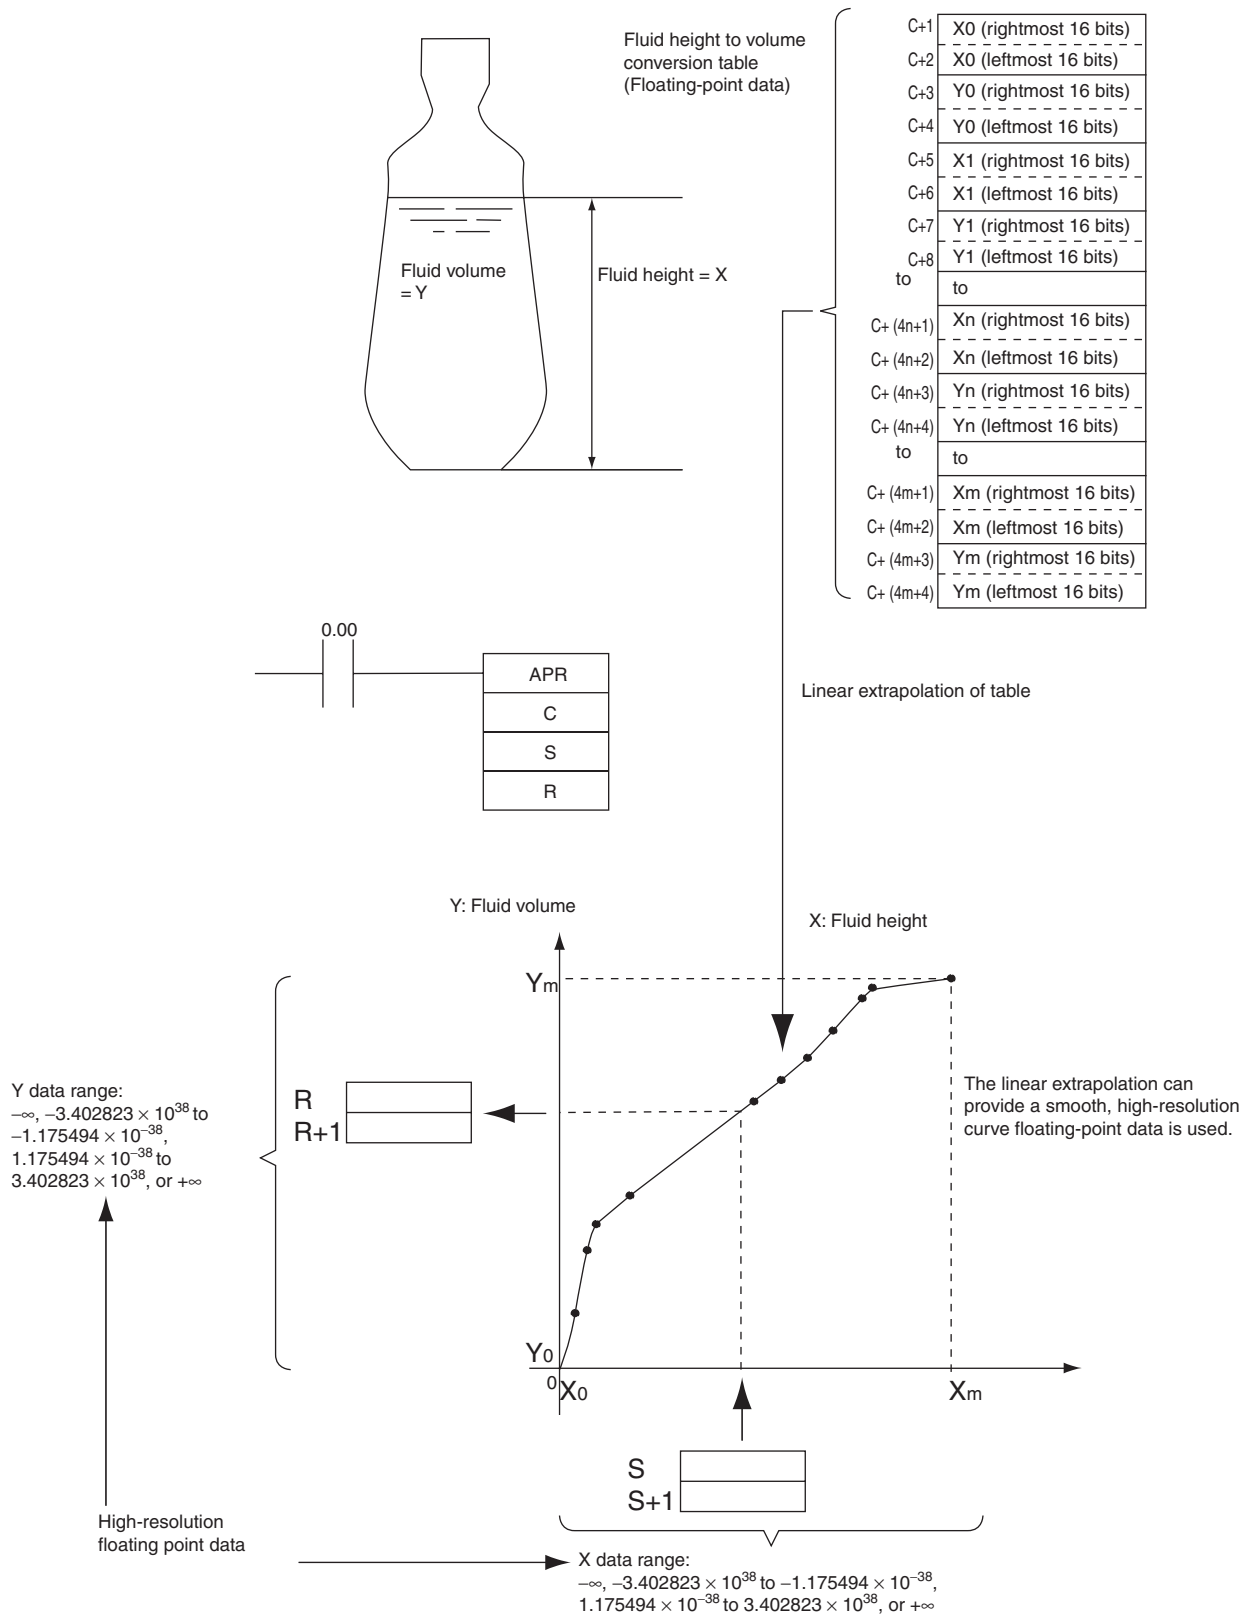 Fluid height to volume
conversion table
(Floating-point data)
C+1 X0 (rightmost 16 bits)
C+2 X0 (leftmost 16 bits)
C+3 Y0 (rightmost 16 bits)
C+4 Y0 (leftmost 16 bits)
C+5 X1 (rightmost 16 bits)
C+6 X1 (leftmost 16 bits)
C+7 Y1 (rightmost 16 bits)
C+8 Y1 (leftmost 16 bits)
to to
C+ (4n+1) Xn (rightmost 16 bits)
C+ (4n+2) Xn (leftmost 16 bits)
C+ (4n+3) Yn (rightmost 16 bits)
C+ (4n+4) Yn (leftmost 16 bits)
to to
C+ (4m+1) Xm (rightmost 16 bits)
C+ (4m+2) Xm (leftmost 16 bits)
C+ (4m+3) Ym (rightmost 16 bits)
C+ (4m+4) Ym (leftmost 16 bits)
Fluid volume
= Y
Fluid height = X
0.00
APR
C
S
R
Linear extrapolation of table
Y: Fluid volume
X: Fluid height
Ym
Y data range:
−∞, −3.402823 × 10^38 to
−1.175494 × 10^−38,
1.175494 × 10^−38 to
3.402823 × 10^38, or +∞
R
R+1
The linear extrapolation can
provide a smooth, high-resolution
curve floating-point data is used.
Y0
0
X0
Xm
S
S+1
High-resolution
floating point data
X data range:
−∞, −3.402823 × 10^38 to −1.175494 × 10^−38,
1.175494 × 10^−38 to 3.402823 × 10^38, or +∞